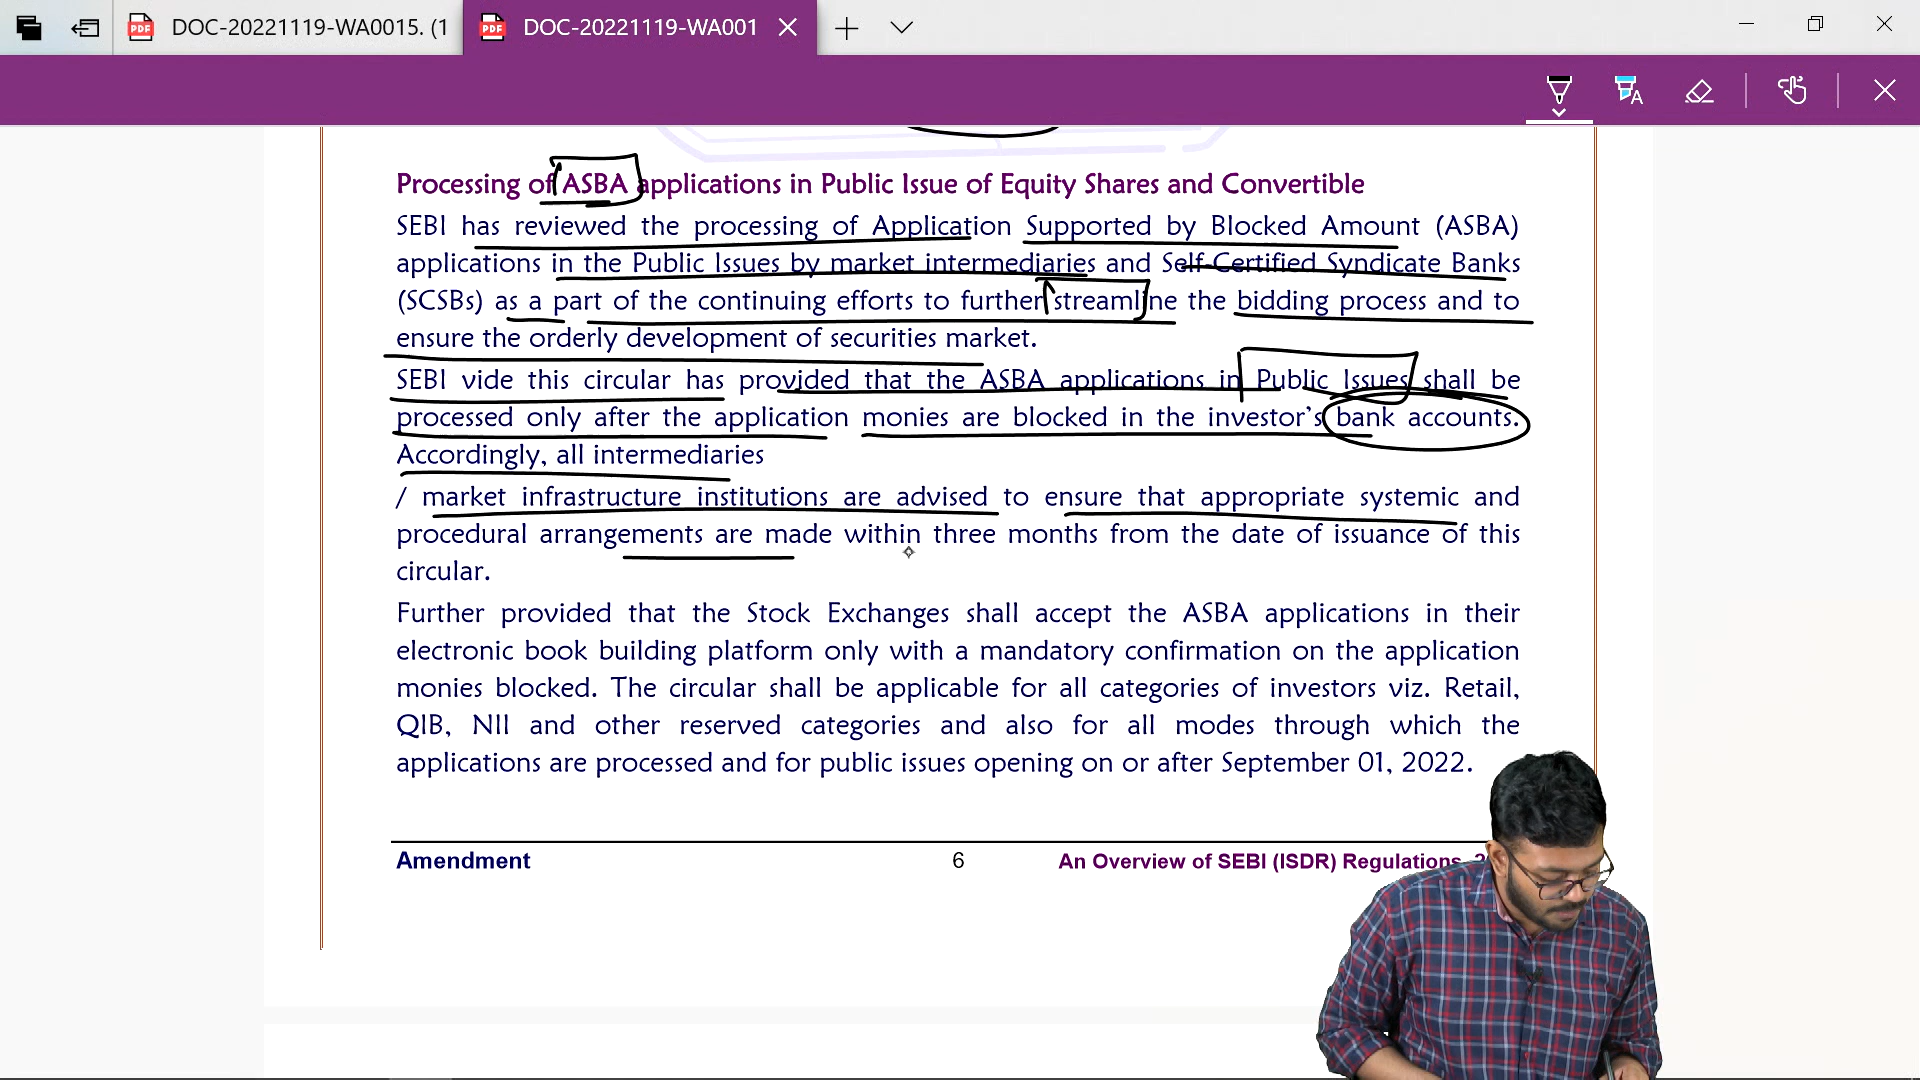 DOC-20221119-WA0015. (1
DOC-20221119-WA001
Processing of ASBA applications in Public Issue of Equity Shares and Convertible
SEBI has reviewed the processing of Application Supported by Blocked Amount (ASBA)
applications in the Public Issues by market intermediaries and Self-Certified Syndicate Banks
(SCSBs) as a part of the continuing efforts to further streamline the bidding process and to
ensure the orderly development of securities market.
SEBI vide this circular has provided that the ASBA applications in Public Issues shall be
processed only after the application monies are blocked in the investor's bank accounts.
Accordingly, all intermediaries
/ market infrastructure institutions are advised to ensure that appropriate systemic and
procedural arrangements are made within three months from the date of issuance of this
circular.
Further provided that the Stock Exchanges shall accept the ASBA applications in their
electronic book building platform only with a mandatory confirmation on the application
monies blocked. The circular shall be applicable for all categories of investors viz. Retail,
QIB, NII and other reserved categories and also for all modes through which the
applications are processed and for public issues opening on or after September 01, 2022.
Amendment 6 An Overview of SEBI (ISDR) Regulations,